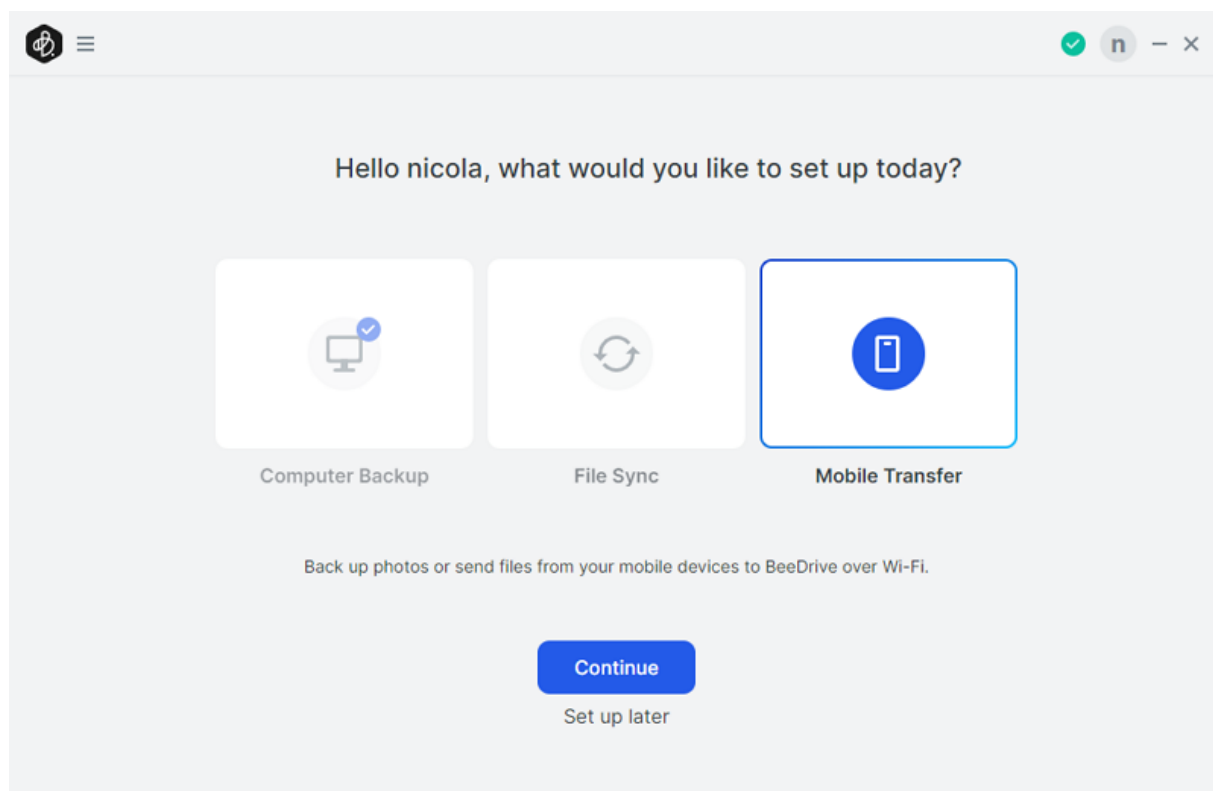 n
Hello nicola, what would you like to set up today?
Computer Backup
File Sync
Mobile Transfer
Back up photos or send files from your mobile devices to BeeDrive over Wi-Fi.
Continue
Set up later